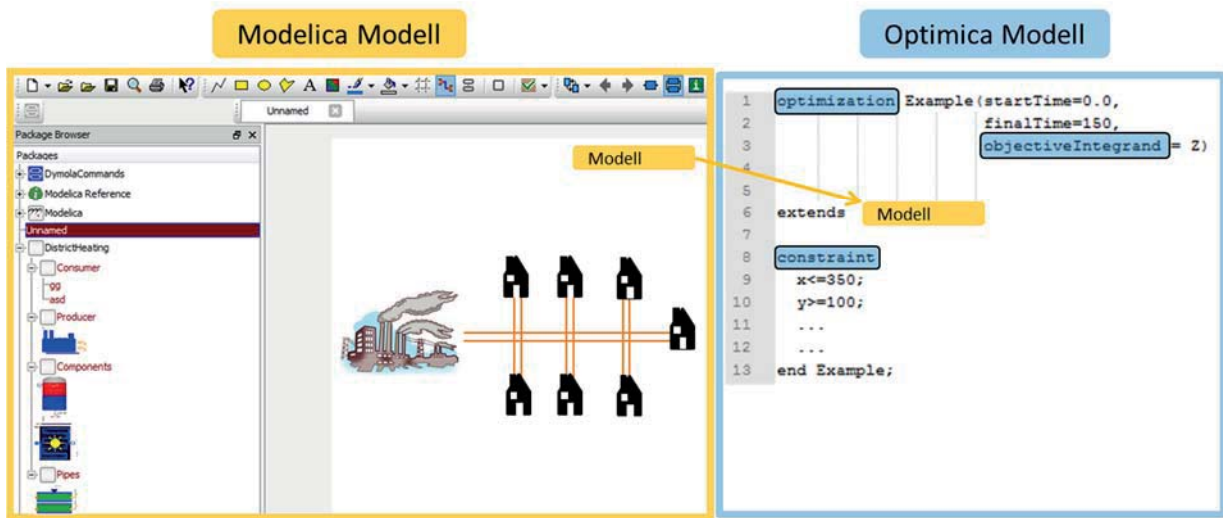 Modelica Modell
Optimica Modell
Unnamed
Package Browser
Packages
DymolaCommands
Modelica Reference
Modelica
Unnamed
DistrictHeating
Consumer
gg
asd
Producer
Components
Pipes
Modell
1 optimization Example(startTime=0.0,
2 finalTime=150,
3 objectiveIntegrand = Z)
4
5
6 extends Modell
7
8 constraint
9 x<=350;
10 y>=100;
11 ...
12 ...
13 end Example;